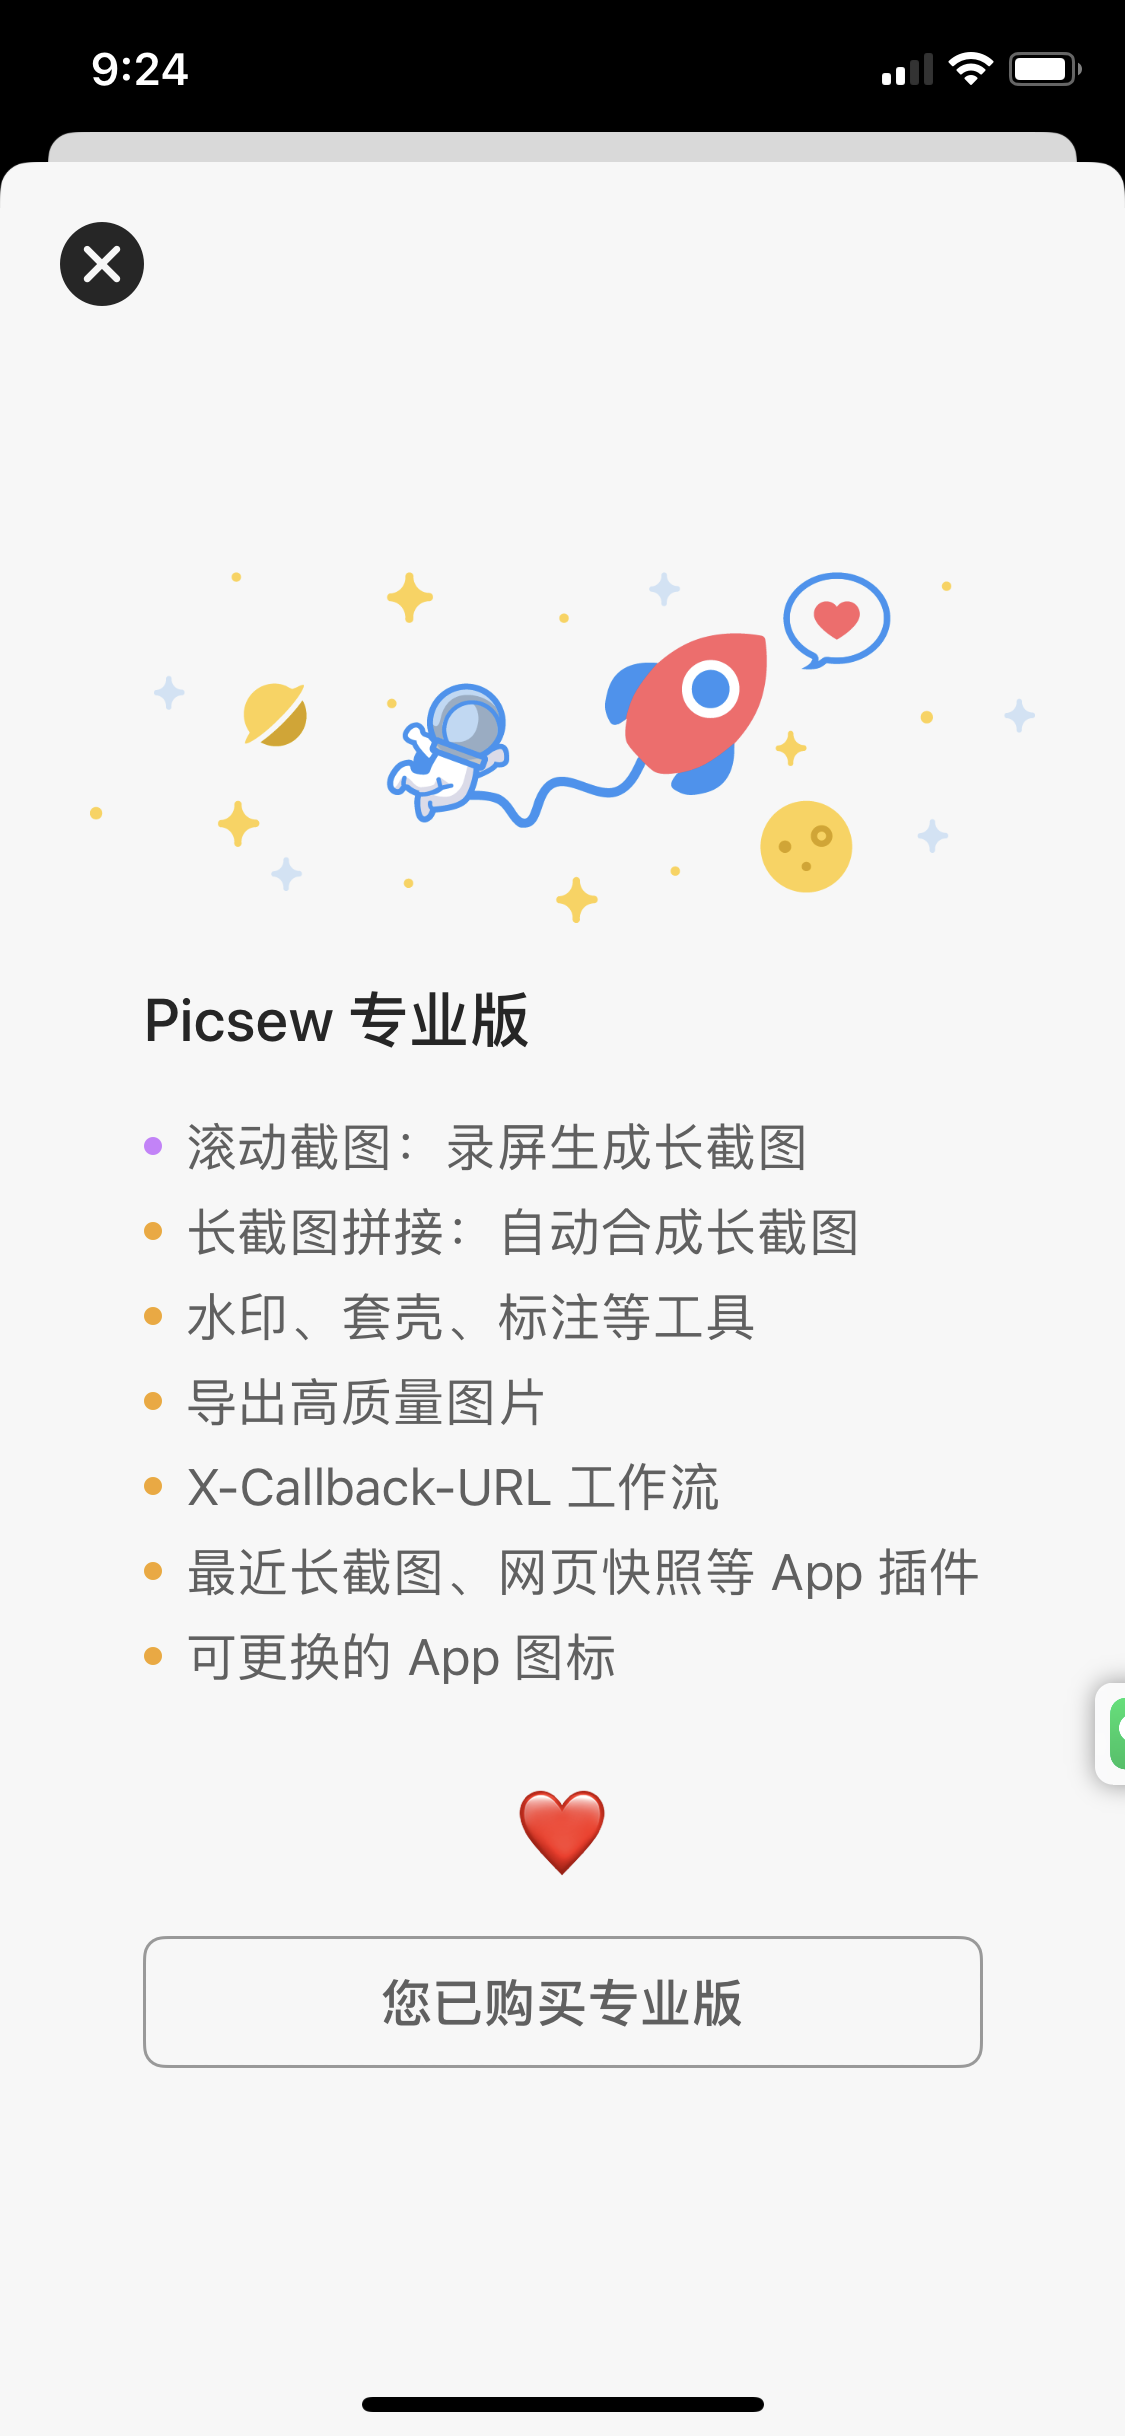 9:24
Picsew 专业版
滚动截图：录屏生成长截图
长截图拼接：自动合成长截图
水印、套壳、标注等工具
导出高质量图片
X-Callback-URL 工作流
最近长截图、网页快照等 App 插件
可更换的 App 图标
您已购买专业版